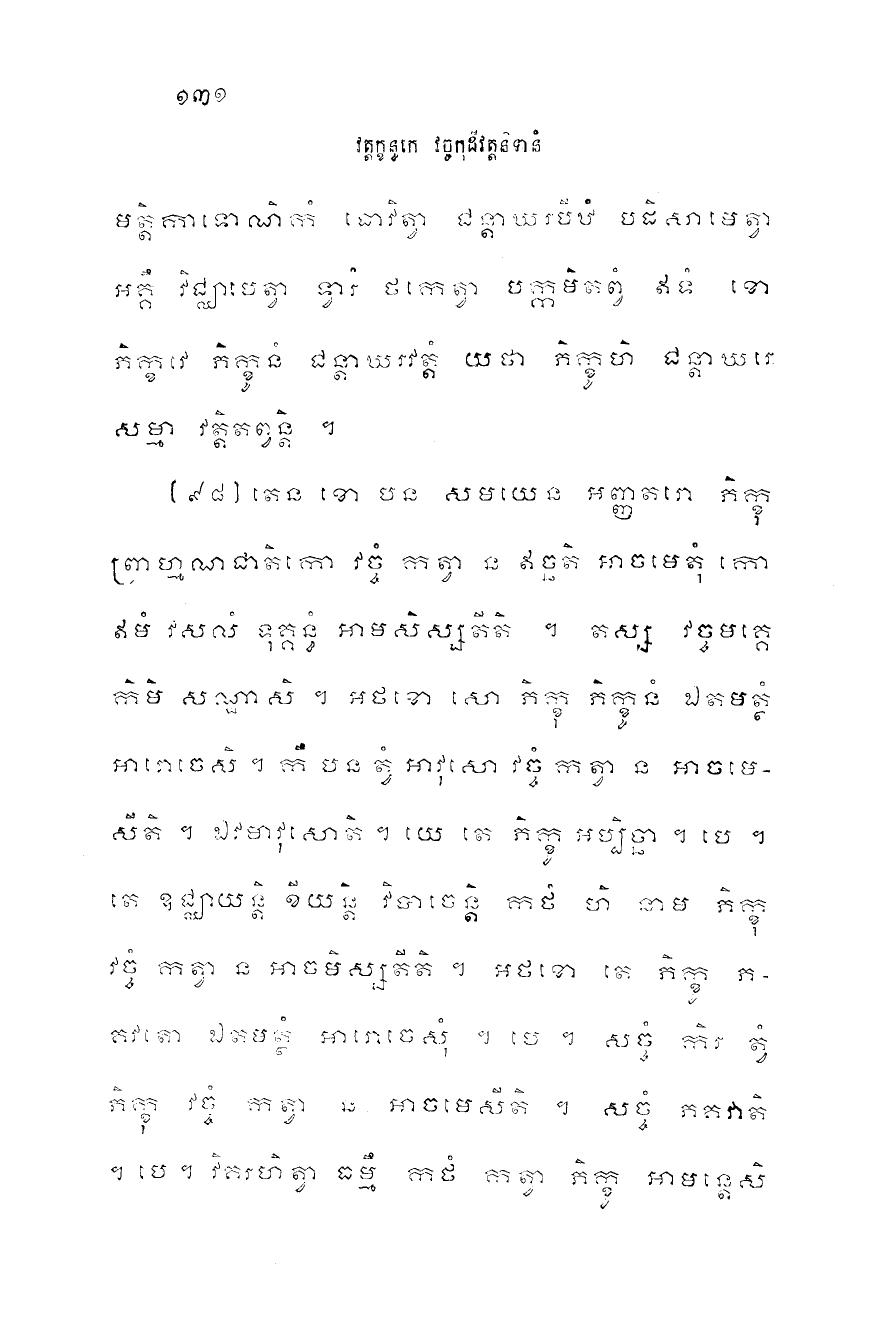 ១៣១
វត្តក្ខន្ធកេ វច្ចកុដិវត្តនិទានំ
មត្តិកាទោណិកំ ធោវិត្វា ជន្តាឃរបីឋំ បដិសាមេត្វា
អគ្គឹ វិជ្ឈាបេត្វា ទ្វារំ ថកេត្វា បក្កមិតព្វំ ឥទំ ខោ
ភិក្ខវេ ភិក្ខូនំ ជន្តាឃរវត្តំ យថា ភិក្ខូហិ ជន្តាឃរេ
សម្មា វត្តិតព្វន្តិ ។
(៩៨) តេន ខោ បន សមយេន អញ្ញតរោ ភិក្ខុ
ព្រាហ្មណជាតិកោ វច្ចំ កត្វា ន ឥច្ឆតិ អាចមេតុំ កោ
ឥមំ វសលំ ទុគ្គន្ធំ អាមសិស្សតីតិ ។ តស្ស វច្ចមគ្គេ
កិមិ សណ្ឋាសិ ។ អថខោ សោ ភិក្ខុ ភិក្ខូនំ ឯតមត្ថំ
អារោចេសិ ។ កឹ បន ត្វំ អាវុសោ វច្ចំ កត្វា ន អាចមេ-
សីតិ ។ ឯវមាវុសោតិ ។ យេ តេ ភិក្ខូ អប្បិច្ឆា ។ បេ ។
តេ ឧជ្ឈាយន្តិ ខីយន្តិ វិបាចេន្តិ កថំ ហិ នាម ភិក្ខុ
វច្ចំ កត្វា ន អាចមិស្សតីតិ ។ អថខោ តេ ភិក្ខូ ភ-
គវតោ ឯតមត្ថំ អារោចេសុំ ។ បេ ។ សច្ចំ កិរ ត្វំ
ភិក្ខុ វច្ចំ កត្វា ន អាចមេសីតិ ។ សច្ចំ ភគវាតិ
។ បេ ។ វិគរហិត្វា ធម្មឹ កថំ កត្វា ភិក្ខូ អាមន្តេសិ